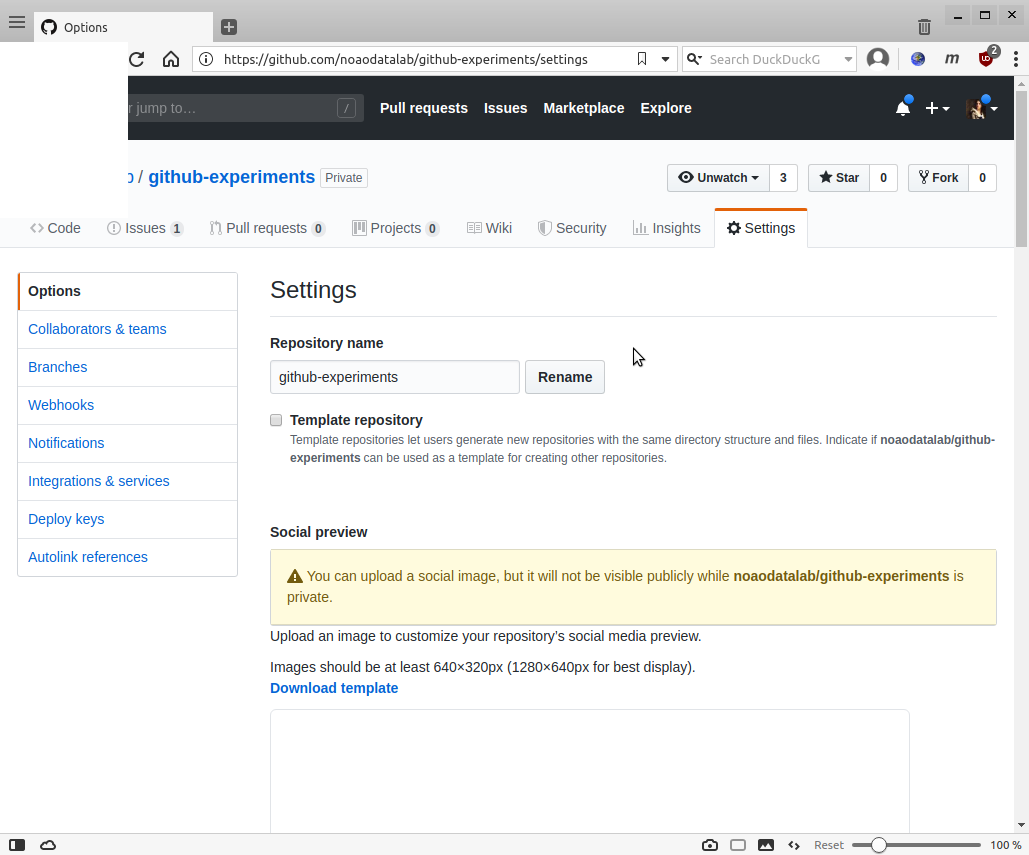 Options
https://github.com/noaodatalab/github-experiments/settings
Search DuckDuckG
m
2
r jump to…
/
Pull requests Issues Marketplace Explore
/ github-experiments Private
Unwatch 3 Star 0 Fork 0
Code Issues 1 Pull requests 0 Projects 0 Wiki Security Insights Settings
Options
Collaborators & teams
Branches
Webhooks
Notifications
Integrations & services
Deploy keys
Autolink references
Settings
Repository name
github-experiments Rename
Template repository
Template repositories let users generate new repositories with the same directory structure and files. Indicate if noaodatalab/github-
experiments can be used as a template for creating other repositories.
Social preview
You can upload a social image, but it will not be visible publicly while noaodatalab/github-experiments is
private.
Upload an image to customize your repository’s social media preview.
Images should be at least 640×320px (1280×640px for best display).
Download template
Reset 100 %